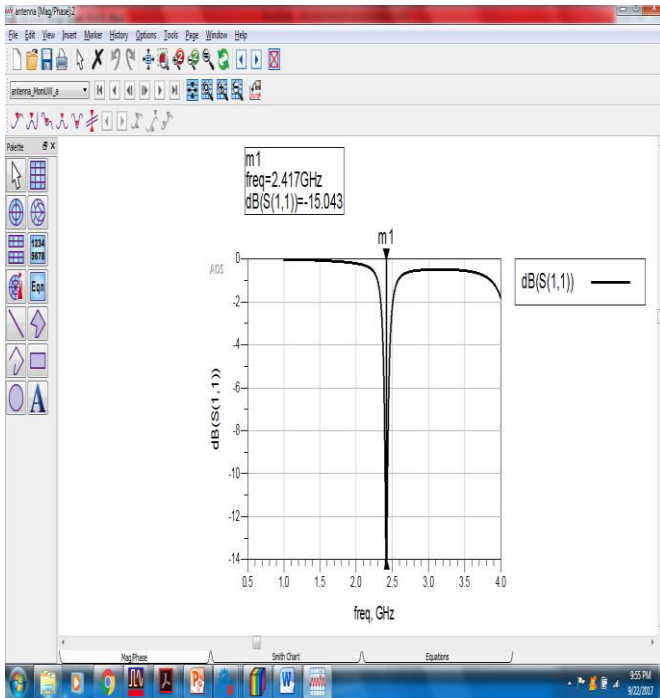 antenna [Mag/Phase]:2
File Edit View Insert Marker History Options Tools Page Window Help
antenna_MomUW_a
Palette
1234
5678
Eqn
A
m1
freq=2.417GHz
dB(S(1,1))=-15.043
m1
ADS
dB(S(1,1))
0
-2
-4
-6
-8
-10
-12
-14
dB(S(1,1))
0.5 1.0 1.5 2.0 2.5 3.0 3.5 4.0
freq, GHz
Mag/Phase Smith Chart Equations
W
9:55 PM
9/22/2017